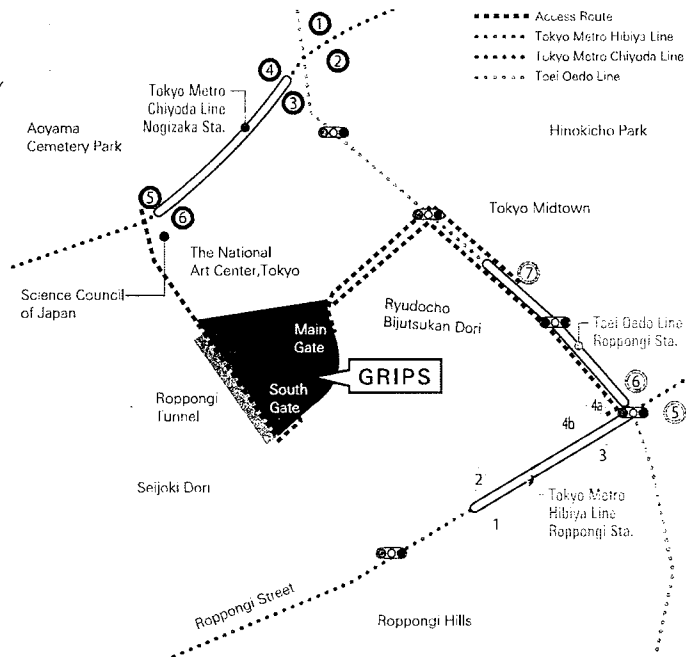 Access Route
Tokyo Metro Hibiya Line
Tokyo Metro Chiyoda Line
Toei Oedo Line
1
2
4
3
Tokyo Metro
Chiyoda Line
Nogizaka Sta.
Aoyama
Cemetery Park
Hinokicho Park
5
6
Tokyo Midtown
The National
Art Center,Tokyo
7
Science Council
of Japan
Ryudocho
Bijutsukan Dori
Main
Gate
Toei Oedo Line
Roppongi Sta.
GRIPS
South
Gate
Roppongi
Tunnel
6
4a
5
4b
3
Seijoki Dori
2
1
Tokyo Metro
Hibiya Line
Roppongi Sta.
Roppongi Street
Roppongi Hills